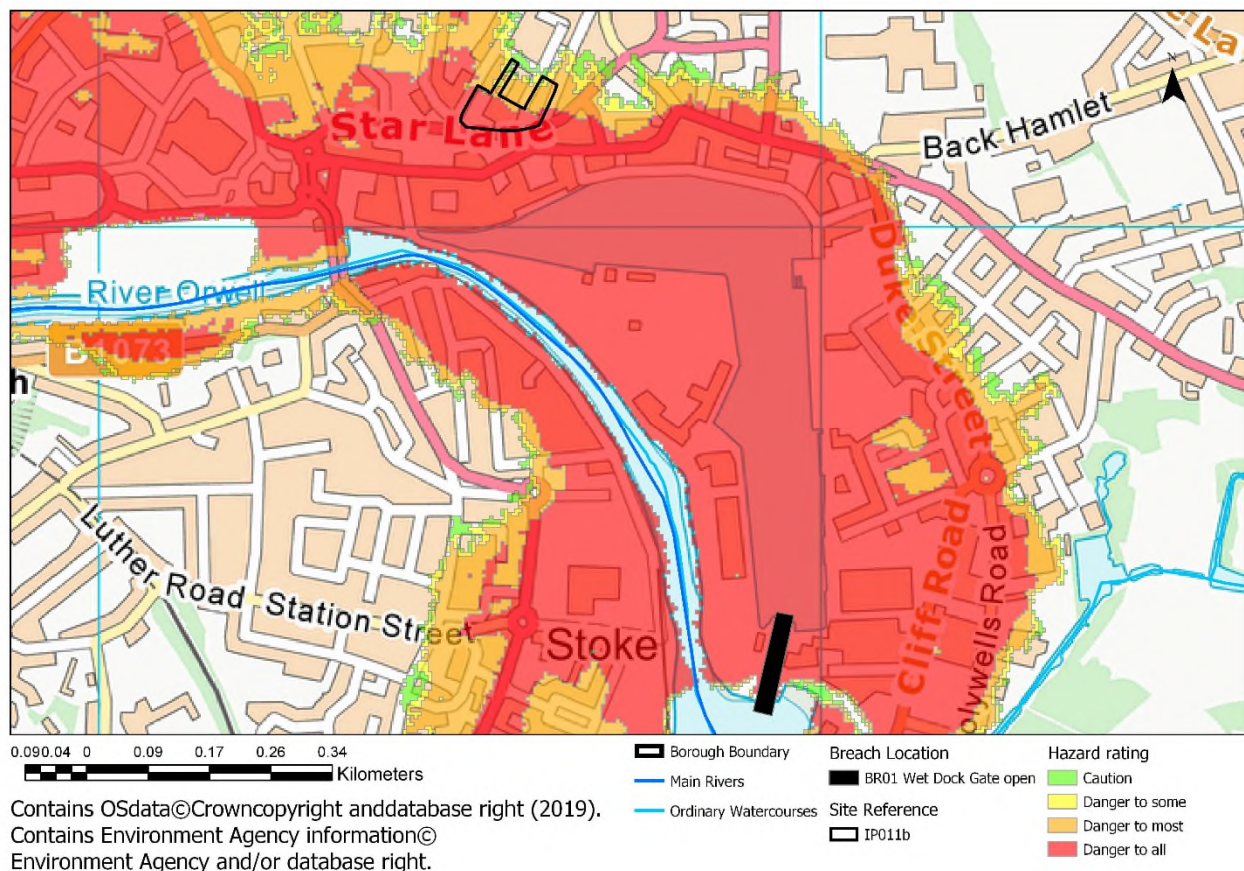 e La
N
Back Hamlet
Star Lane
Duke Street
River Orwell
B1073
h
Luther Road Station Street
Stoke
Cliff Road
olywells Road
0.090.04 0 0.09 0.17 0.26 0.34
Kilometers
Contains OSdata©Crowncopyright anddatabase right (2019).
Contains Environment Agency information©
Environment Agency and/or database right.
Borough Boundary
Main Rivers
Ordinary Watercourses
Breach Location
BR01 Wet Dock Gate open
Site Reference
IP011b
Hazard rating
Caution
Danger to some
Danger to most
Danger to all